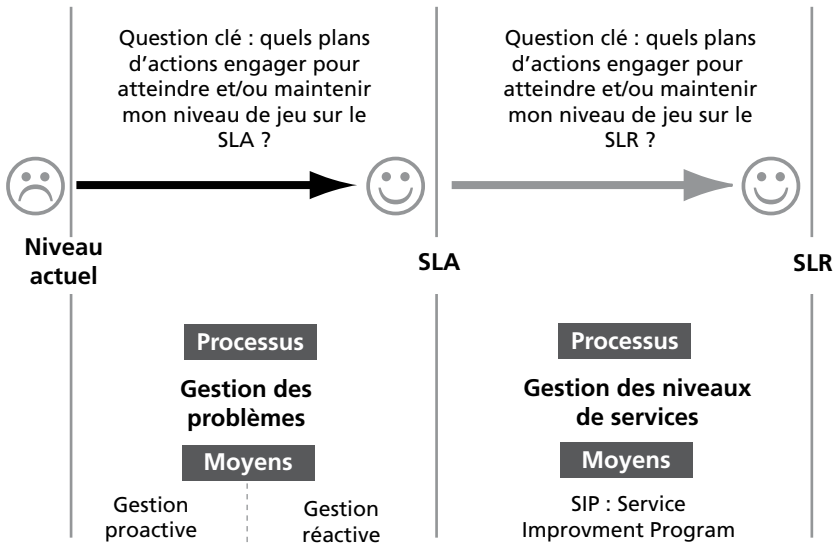 Question clé : quels plans
d'actions engager pour
atteindre et/ou maintenir
mon niveau de jeu sur le
SLA ?
Question clé : quels plans
d'actions engager pour
atteindre et/ou maintenir
mon niveau de jeu sur le
SLR ?
Niveau
actuel
SLA
SLR
Processus
Gestion des
problèmes
Moyens
Gestion
proactive
Gestion
réactive
Processus
Gestion des niveaux
de services
Moyens
SIP : Service
Improvment Program